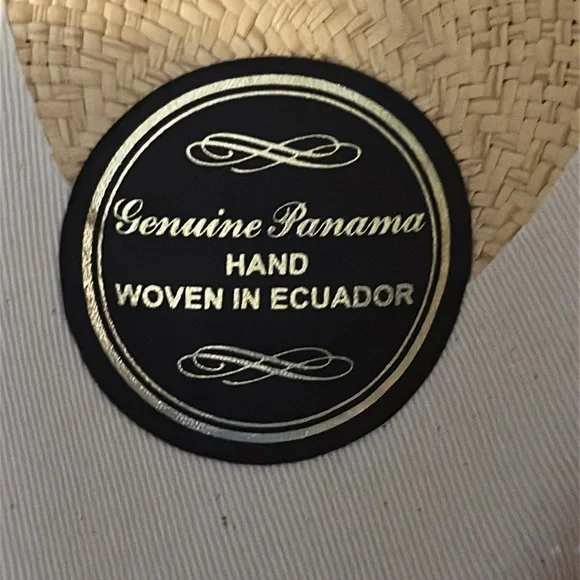 Genuine Panama
HAND
WOVEN IN ECUADOR